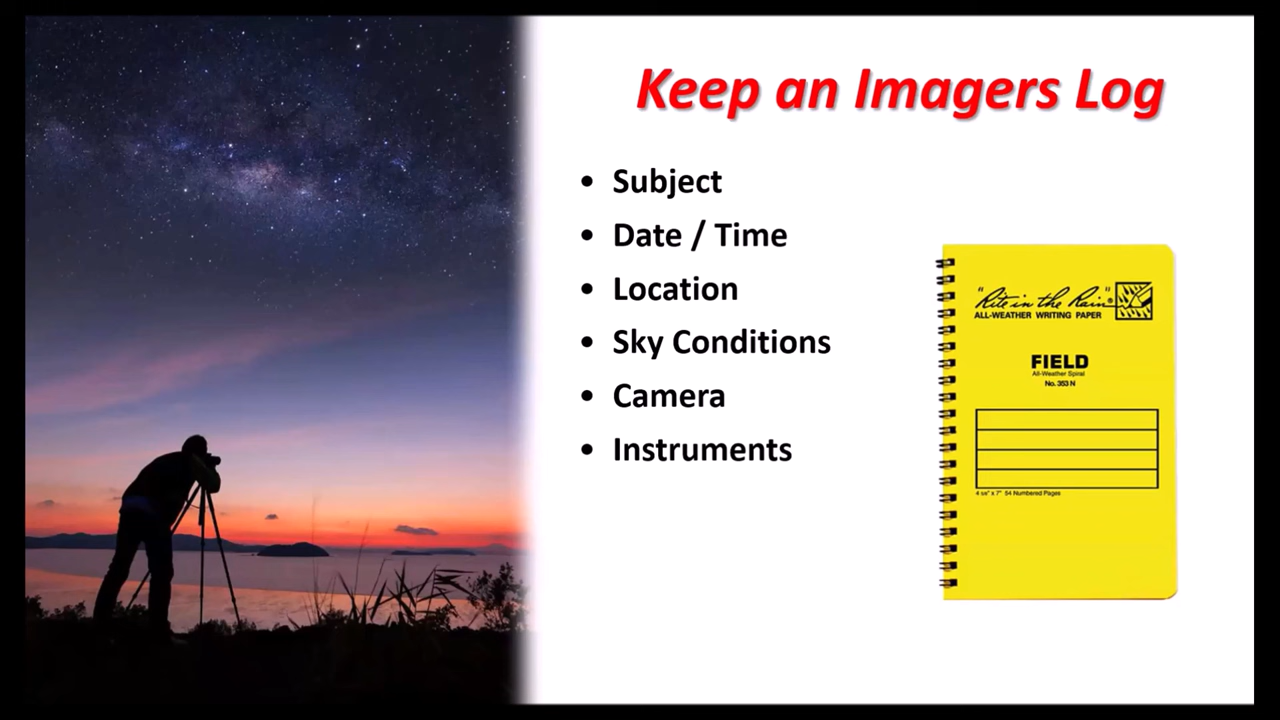 Keep an Imagers Log
• Subject
• Date / Time
• Location
• Sky Conditions
• Camera
• Instruments
"Rite in the Rain"®
ALL-WEATHER WRITING PAPER
FIELD
All-Weather Spiral
No. 353 N
4 5/8" x 7" 54 Numbered Pages